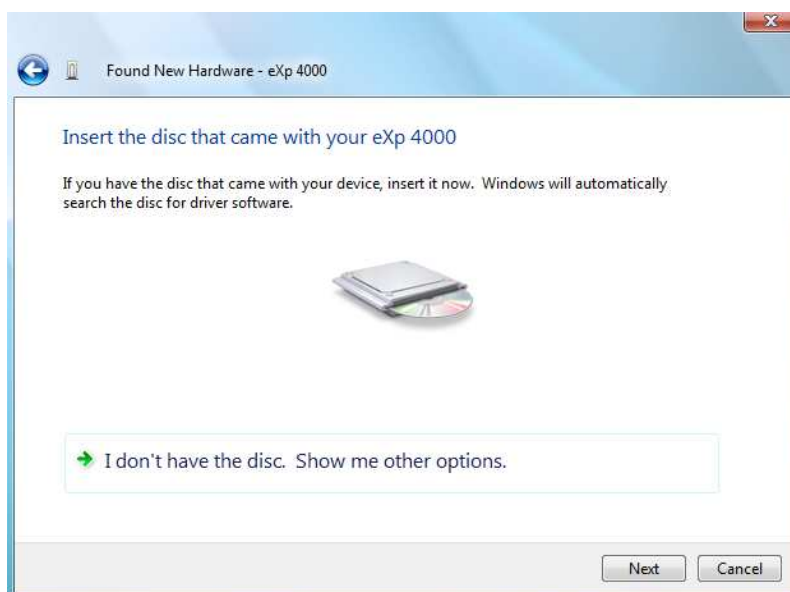 Found New Hardware - eXp 4000
Insert the disc that came with your eXp 4000
If you have the disc that came with your device, insert it now. Windows will automatically
search the disc for driver software.
I don't have the disc. Show me other options.
Next Cancel